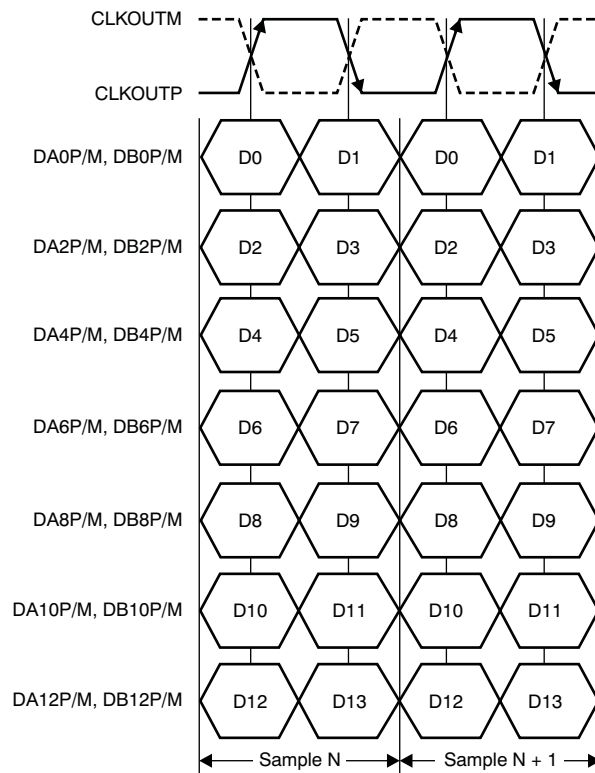 CLKOUTM
CLKOUTP
DA0P/M, DB0P/M D0 D1 D0 D1
DA2P/M, DB2P/M D2 D3 D2 D3
DA4P/M, DB4P/M D4 D5 D4 D5
DA6P/M, DB6P/M D6 D7 D6 D7
DA8P/M, DB8P/M D8 D9 D8 D9
DA10P/M, DB10P/M D10 D11 D10 D11
DA12P/M, DB12P/M D12 D13 D12 D13
Sample N Sample N + 1